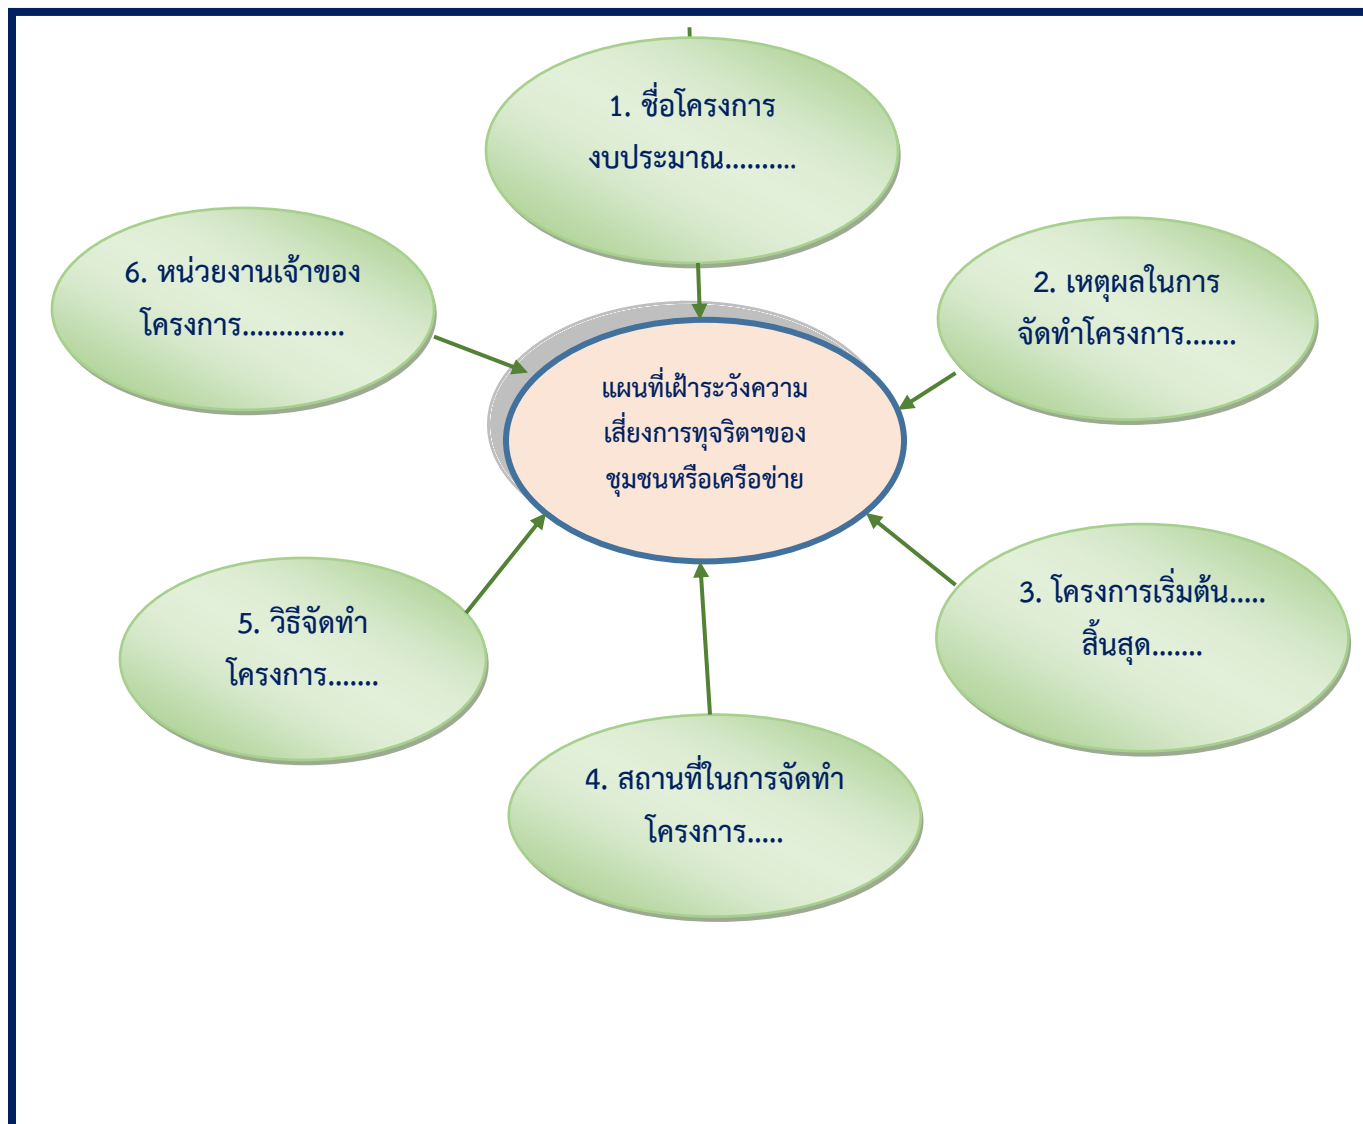 1. ชื่อโครงการ
งบประมาณ..........
2. เหตุผลในการ
จัดทำโครงการ.......
3. โครงการเริ่มต้น.....
สิ้นสุด.......
4. สถานที่ในการจัดทำ
โครงการ.....
5. วิธีจัดทำ
โครงการ.......
6. หน่วยงานเจ้าของ
โครงการ..............
แผนที่เฝ้าระวังความ
เสี่ยงการทุจริตฯของ
ชุมชนหรือเครือข่าย